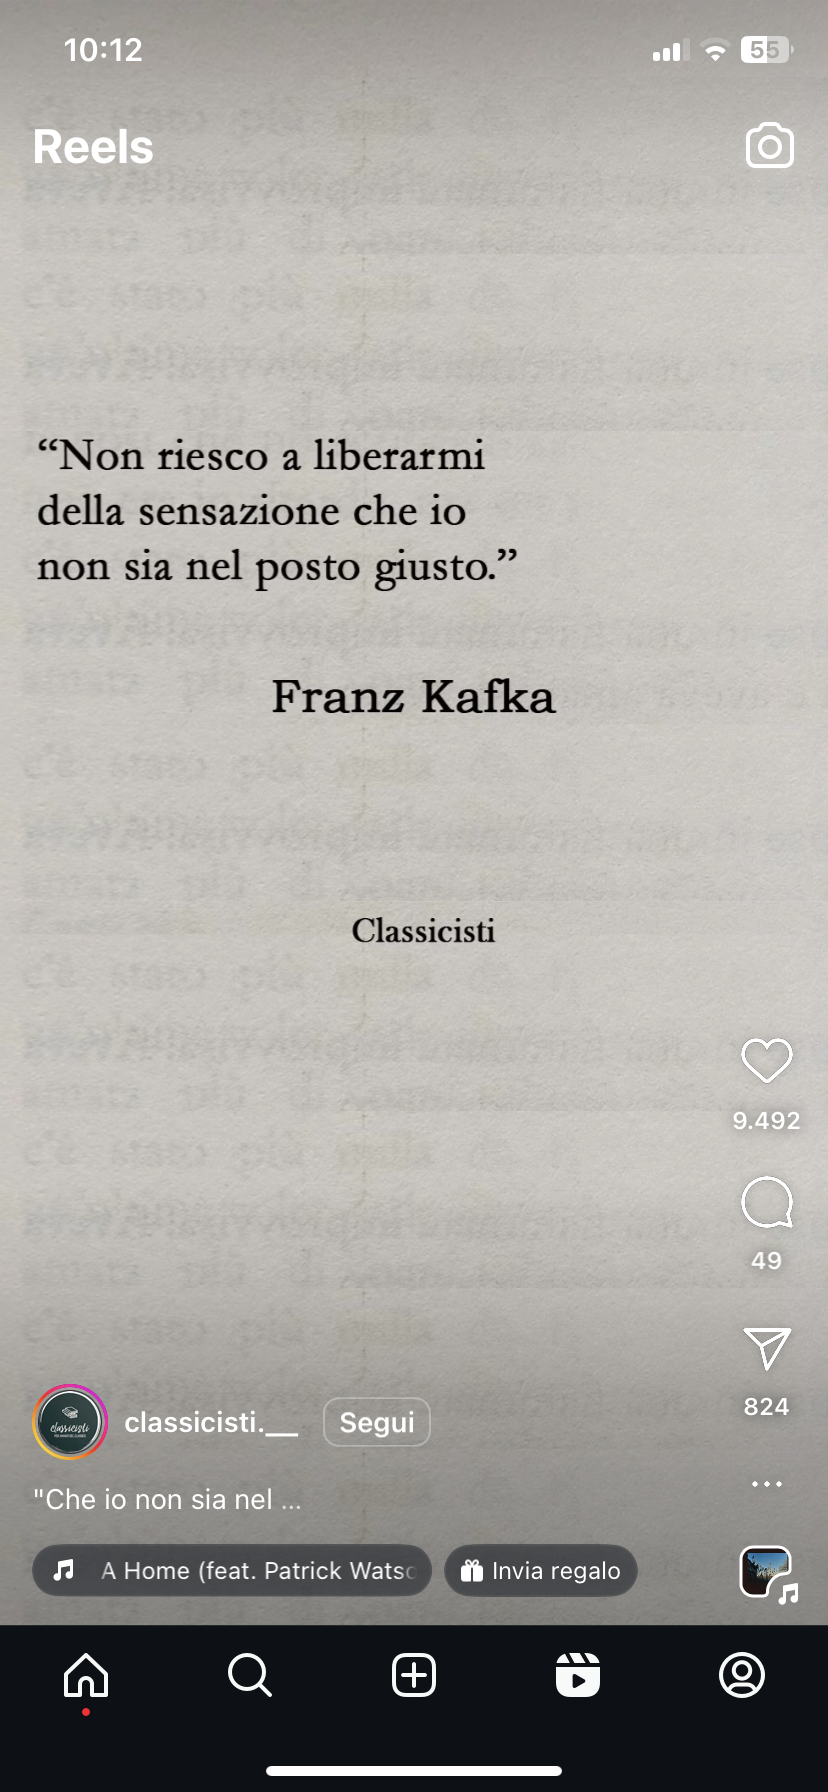 10:12
55
Reels
“Non riesco a liberarmi
della sensazione che io
non sia nel posto giusto.”
Franz Kafka
Classicisti
9.492
49
824
classicisti.__ Segui
"Che io non sia nel ...
A Home (feat. Patrick Watso
Invia regalo